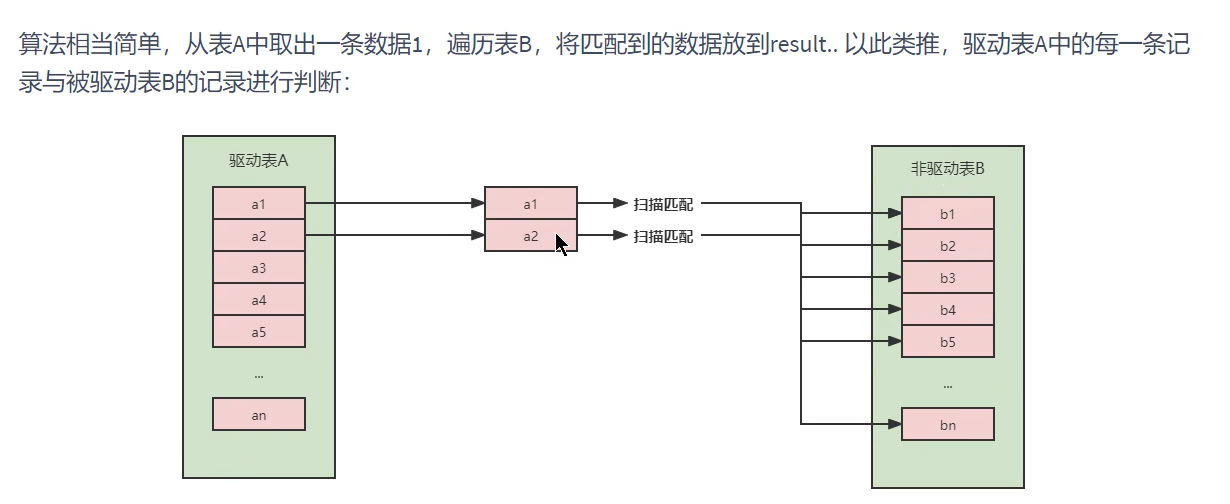 算法相当简单，从表A中取出一条数据1，遍历表B，将匹配到的数据放到result.. 以此类推，驱动表A中的每一条记
录与被驱动表B的记录进行判断：
驱动表A
a1
a2
a3
a4
a5
...
an
a1
a2
扫描匹配
扫描匹配
非驱动表B
b1
b2
b3
b4
b5
...
bn